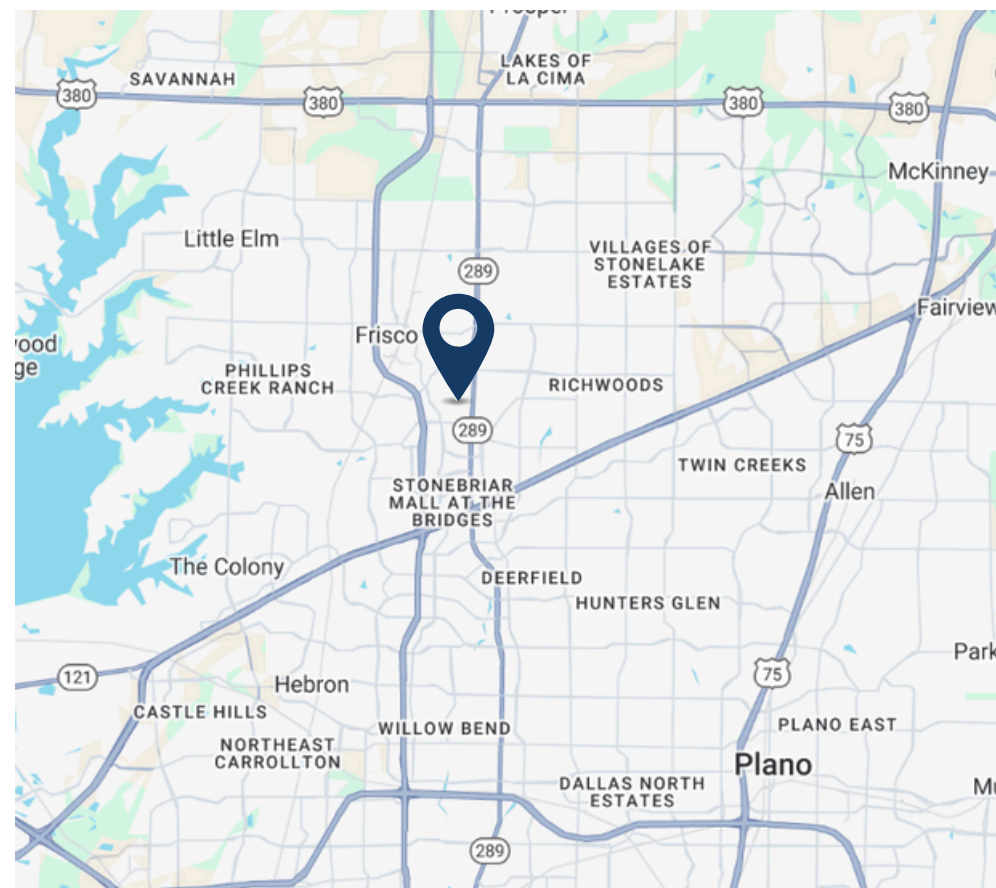 SAVANNAH
LAKES OF
LA CIMA
380
380
380
380
McKinney
Little Elm
VILLAGES OF
STONELAKE
ESTATES
289
Fairview
Frisco
PHILLIPS
CREEK RANCH
RICHWOODS
289
75
TWIN CREEKS
Allen
STONEBRIAR
MALL AT THE
BRIDGES
The Colony
DEERFIELD
HUNTERS GLEN
121
Hebron
75
CASTLE HILLS
WILLOW BEND
PLANO EAST
NORTHEAST
CARROLLTON
Plano
DALLAS NORTH
ESTATES
289